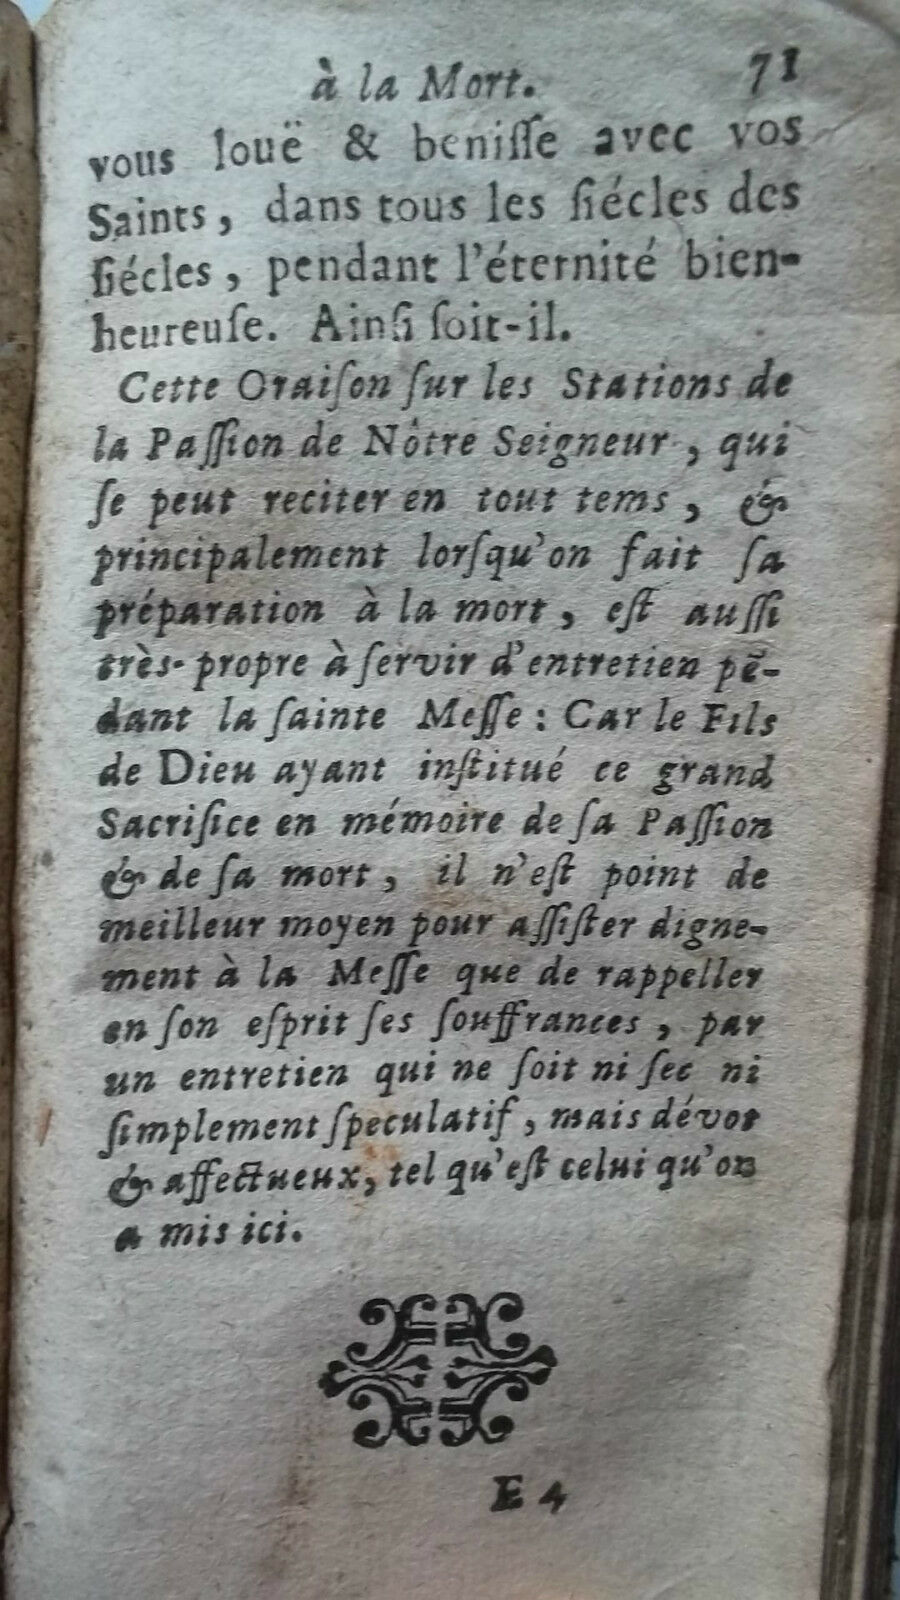 à la Mort. 71
vous louë & beniſſe avec vos
Saints, dans tous les ſiécles des
ſiécles, pendant l'éternité bien-
heureuſe. Ainſi ſoit-il.
Cette Oraiſon ſur les Stations de
la Paſſion de Nôtre Seigneur, qui
ſe peut reciter en tout tems, &
principalement lorſqu'on fait ſa
préparation à la mort, eſt auſſi
très-propre à ſervir d'entretien pē-
dant la ſainte Meſſe : Car le Fils
de Dieu ayant inſtitué ce grand
Sacrifice en mémoire de ſa Paſſion
& de ſa mort, il n'eſt point de
meilleur moyen pour aſſiſter digne-
ment à la Meſſe que de rappeller
en ſon eſprit ſes ſouffrances, par
un entretien qui ne ſoit ni ſec ni
ſimplement ſpeculatif, mais dévot
& affectueux, tel qu'eſt celui qu'on
a mis ici.
E 4